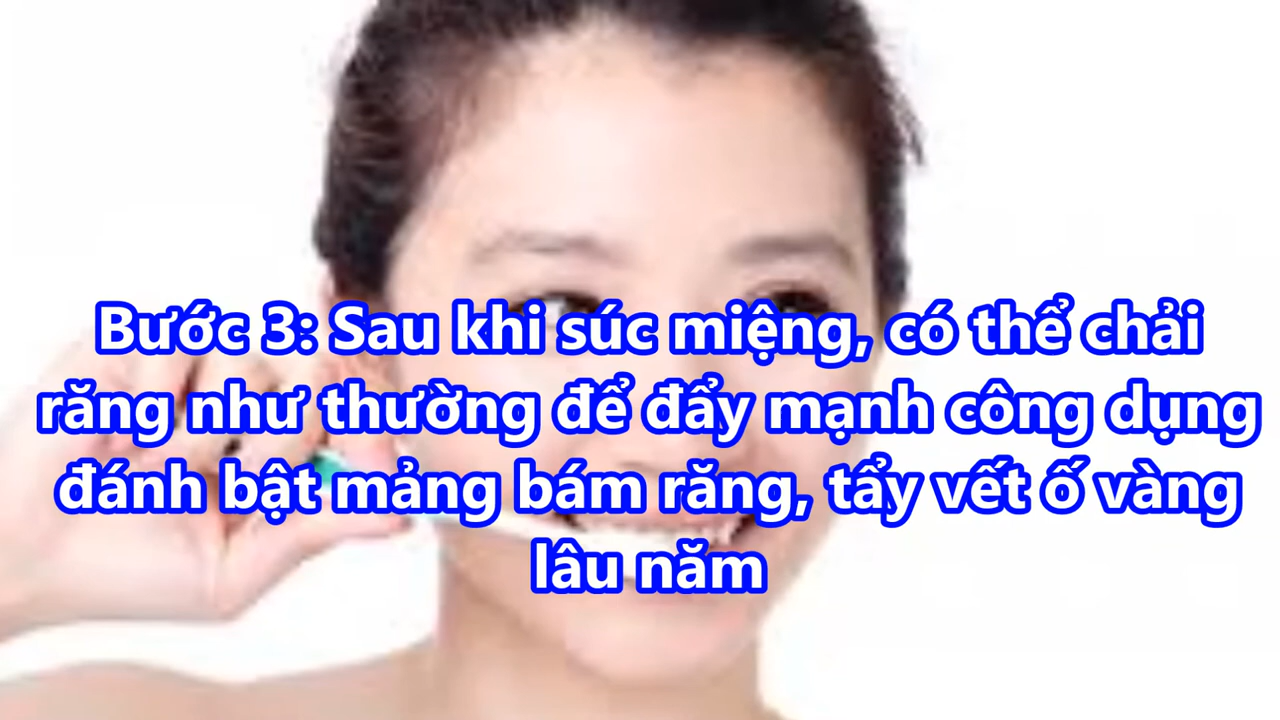 Bước 3: Sau khi súc miệng, có thể chải
răng như thường để đẩy mạnh công dụng
đánh bật mảng bám răng, tẩy vết ố vàng
lâu năm